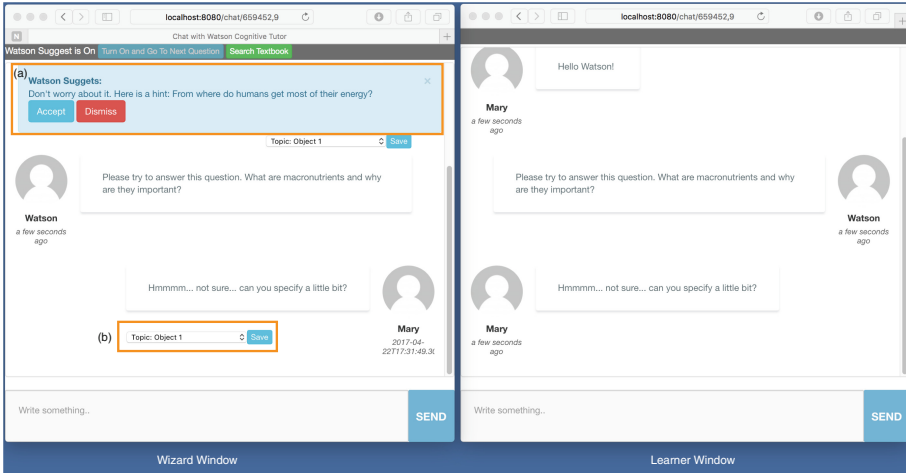 localhost:8080/chat/659452,9
N
Chat with Watson Cognitive Tutor
+
Watson Suggest is On Turn On and Go To Next Question Search Textbook
(a)
Watson Suggets:
×
Don't worry about it. Here is a hint: From where do humans get most of their energy?
Accept Dismiss
Topic: Object 1 Save
Please try to answer this question. What are macronutrients and why
are they important?
Watson
a few seconds
ago
Hmmmm... not sure... can you specify a little bit?
Mary
2017-04-
22T17:31:49.30
(b)
Topic: Object 1 Save
Write something..
SEND
Wizard Window
localhost:8080/chat/659452,9
+
Hello Watson!
Mary
a few seconds
ago
Please try to answer this question. What are macronutrients and why
are they important?
Watson
a few seconds
ago
Hmmmm... not sure... can you specify a little bit?
Mary
a few seconds
ago
Write something..
SEND
Learner Window